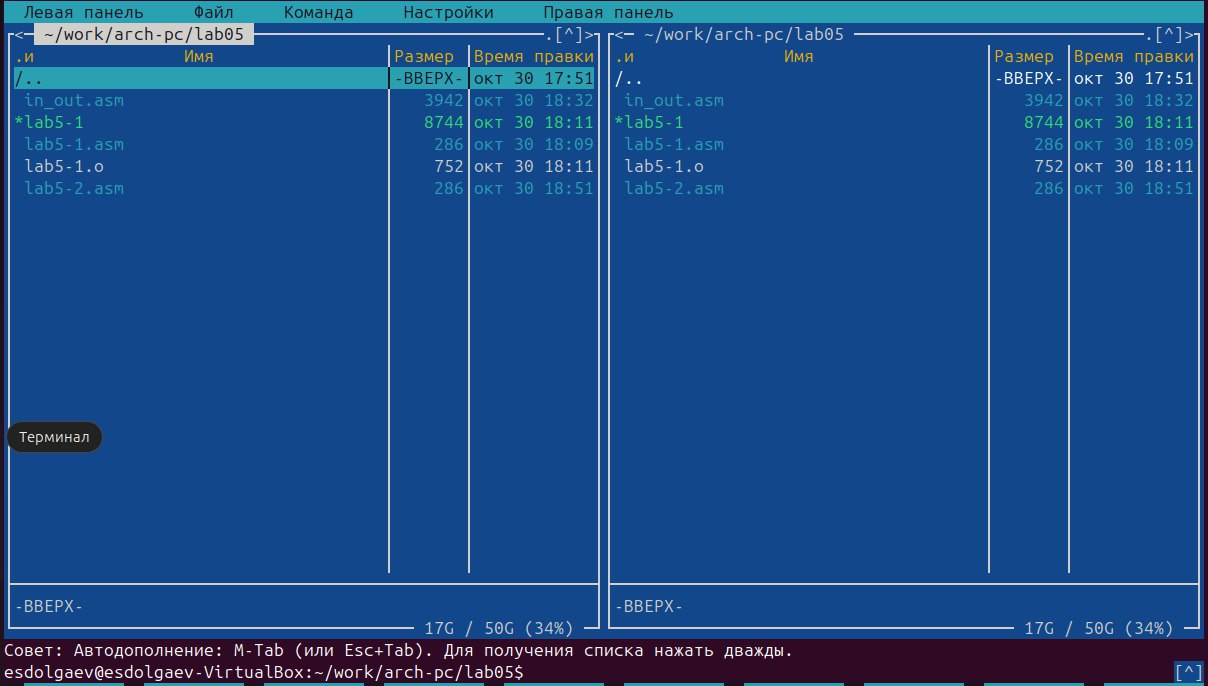 Левая панель Файл Команда Настройки Правая панель
<- ~/work/arch-pc/lab05 .[^]>
.и Имя Размер Время правки
/.. -ВВЕРХ- окт 30 17:51
in_out.asm 3942 окт 30 18:32
*lab5-1 8744 окт 30 18:11
lab5-1.asm 286 окт 30 18:09
lab5-1.o 752 окт 30 18:11
lab5-2.asm 286 окт 30 18:51
-ВВЕРХ-
17G / 50G (34%)
<- ~/work/arch-pc/lab05 .[^]>
.и Имя Размер Время правки
/.. -ВВЕРХ- окт 30 17:51
in_out.asm 3942 окт 30 18:32
*lab5-1 8744 окт 30 18:11
lab5-1.asm 286 окт 30 18:09
lab5-1.o 752 окт 30 18:11
lab5-2.asm 286 окт 30 18:51
-ВВЕРХ-
17G / 50G (34%)
Терминал
Совет: Автодополнение: M-Tab (или Esc+Tab). Для получения списка нажать дважды.
esdolgaev@esdolgaev-VirtualBox:~/work/arch-pc/lab05$ [^]